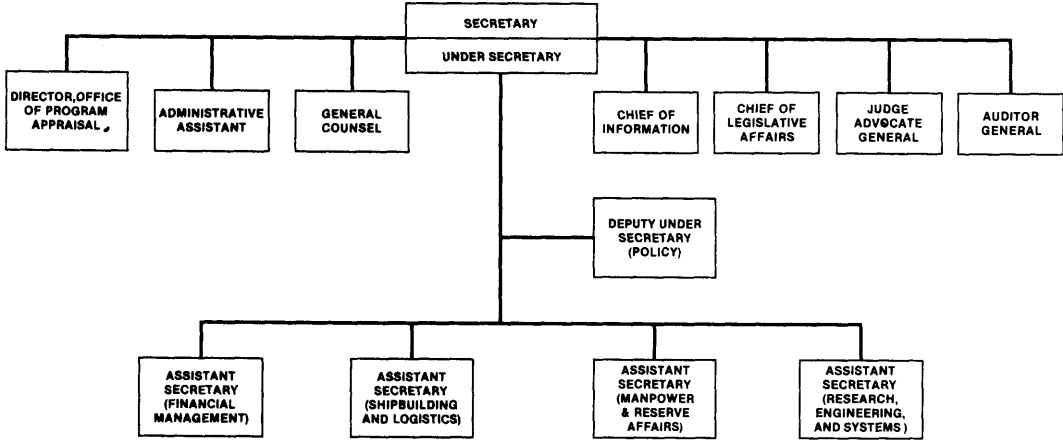 SECRETARY
UNDER SECRETARY
DIRECTOR,OFFICE
OF PROGRAM
APPRAISAL
ADMINISTRATIVE
ASSISTANT
GENERAL
COUNSEL
CHIEF OF
INFORMATION
CHIEF OF
LEGISLATIVE
AFFAIRS
JUDGE
ADVOCATE
GENERAL
AUDITOR
GENERAL
DEPUTY UNDER
SECRETARY
(POLICY)
ASSISTANT
SECRETARY
(FINANCIAL
MANAGEMENT)
ASSISTANT
SECRETARY
(SHIPBUILDING
AND LOGISTICS)
ASSISTANT
SECRETARY
(MANPOWER
& RESERVE
AFFAIRS)
ASSISTANT
SECRETARY
(RESEARCH,
ENGINEERING,
AND SYSTEMS)